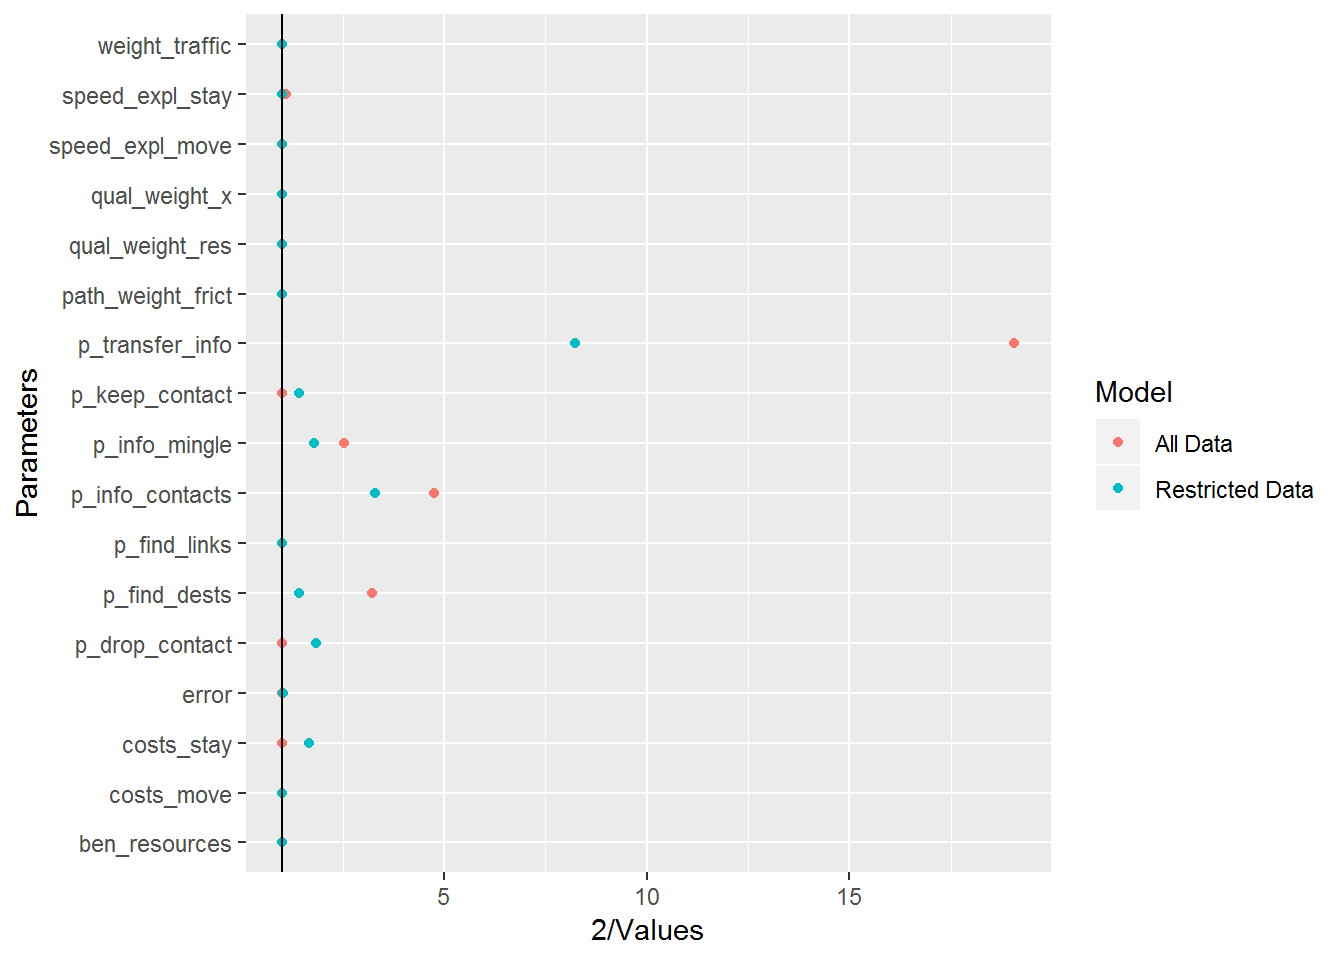 weight_traffic
speed_expl_stay
speed_expl_move
qual_weight_x
qual_weight_res
path_weight_frict
p_transfer_info
p_keep_contact
p_info_mingle
p_info_contacts
p_find_links
p_find_dests
p_drop_contact
error
costs_stay
costs_move
ben_resources
Parameters
5 10 15
2/Values
Model
All Data
Restricted Data